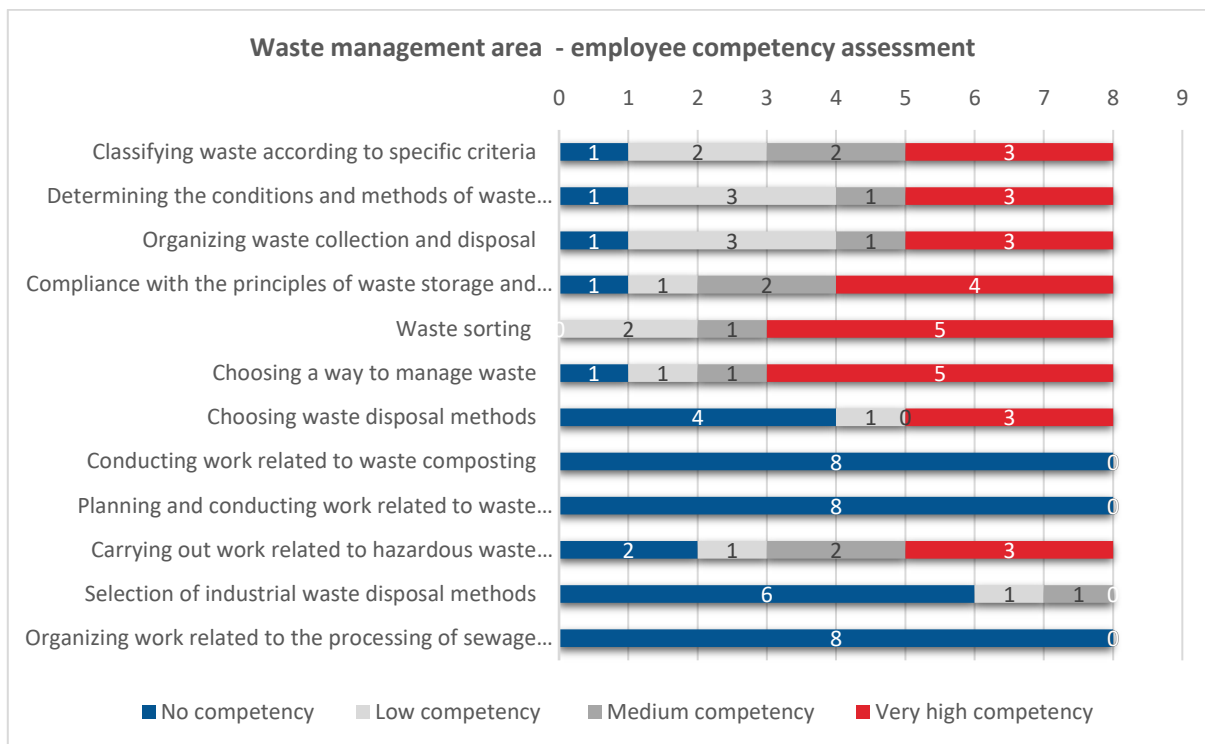 Waste management area - employee competency assessment
0 1 2 3 4 5 6 7 8 9
Classifying waste according to specific criteria 1 2 2 3
Determining the conditions and methods of waste... 1 3 1 3
Organizing waste collection and disposal 1 3 1 3
Compliance with the principles of waste storage and... 1 1 2 4
Waste sorting 0 2 1 5
Choosing a way to manage waste 1 1 1 5
Choosing waste disposal methods 4 1 0 3
Conducting work related to waste composting 8 0
Planning and conducting work related to waste... 8 0
Carrying out work related to hazardous waste... 2 1 2 3
Selection of industrial waste disposal methods 6 1 1 0
Organizing work related to the processing of sewage... 8 0
No competency Low competency Medium competency Very high competency